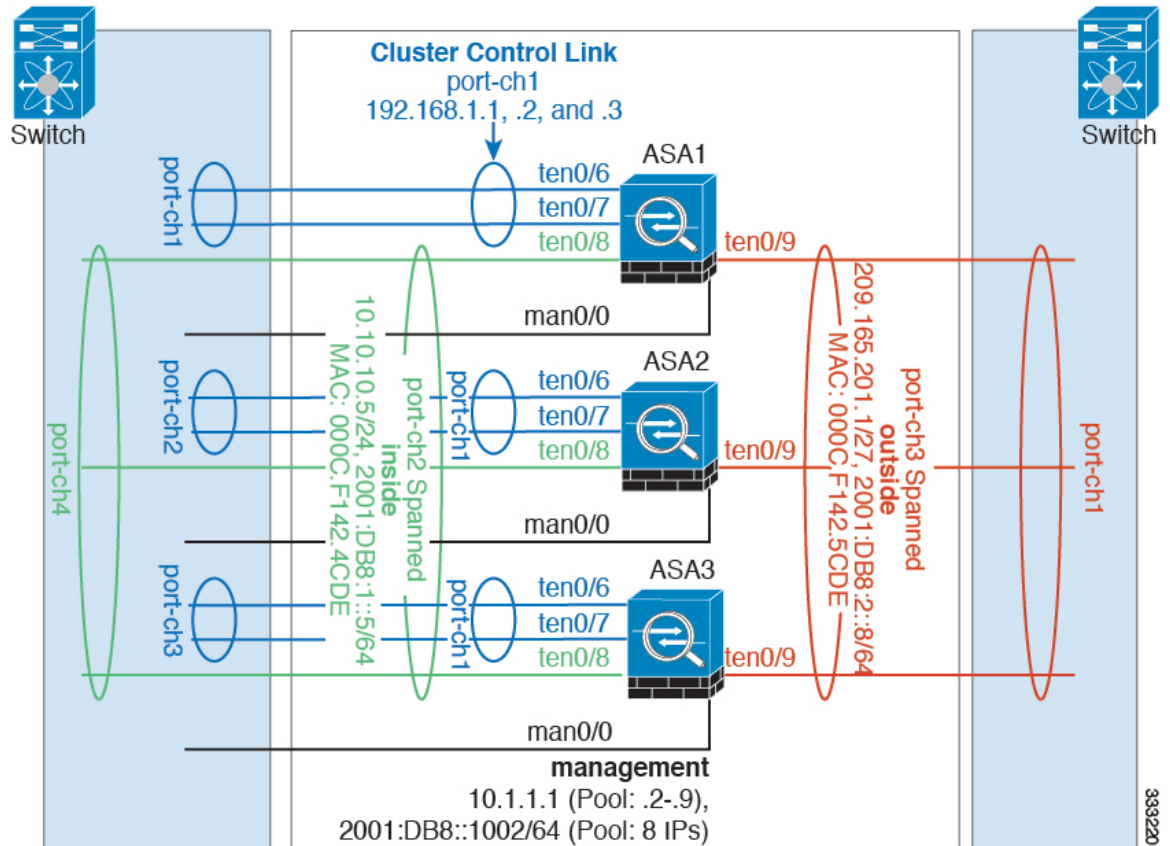 Switch
Switch
Cluster Control Link
port-ch1
192.168.1.1, .2, and .3
port-ch1
ten0/6
ten0/7
ten0/8
ASA1
ten0/9
man0/0
port-ch2
port-ch1
ten0/6
ten0/7
ten0/8
ASA2
ten0/9
man0/0
port-ch3
port-ch1
ten0/6
ten0/7
ten0/8
ASA3
ten0/9
man0/0
port-ch4
port-ch2 Spanned
inside
10.10.10.5/24, 2001:DB8:1::5/64
MAC: 000C.F142.4CDE
port-ch3 Spanned
outside
209.165.201.1/27, 2001:DB8:2::8/64
MAC: 000C.F142.5CDE
port-ch1
management
10.1.1.1 (Pool: .2-.9),
2001:DB8::1002/64 (Pool: 8 IPs)
333220